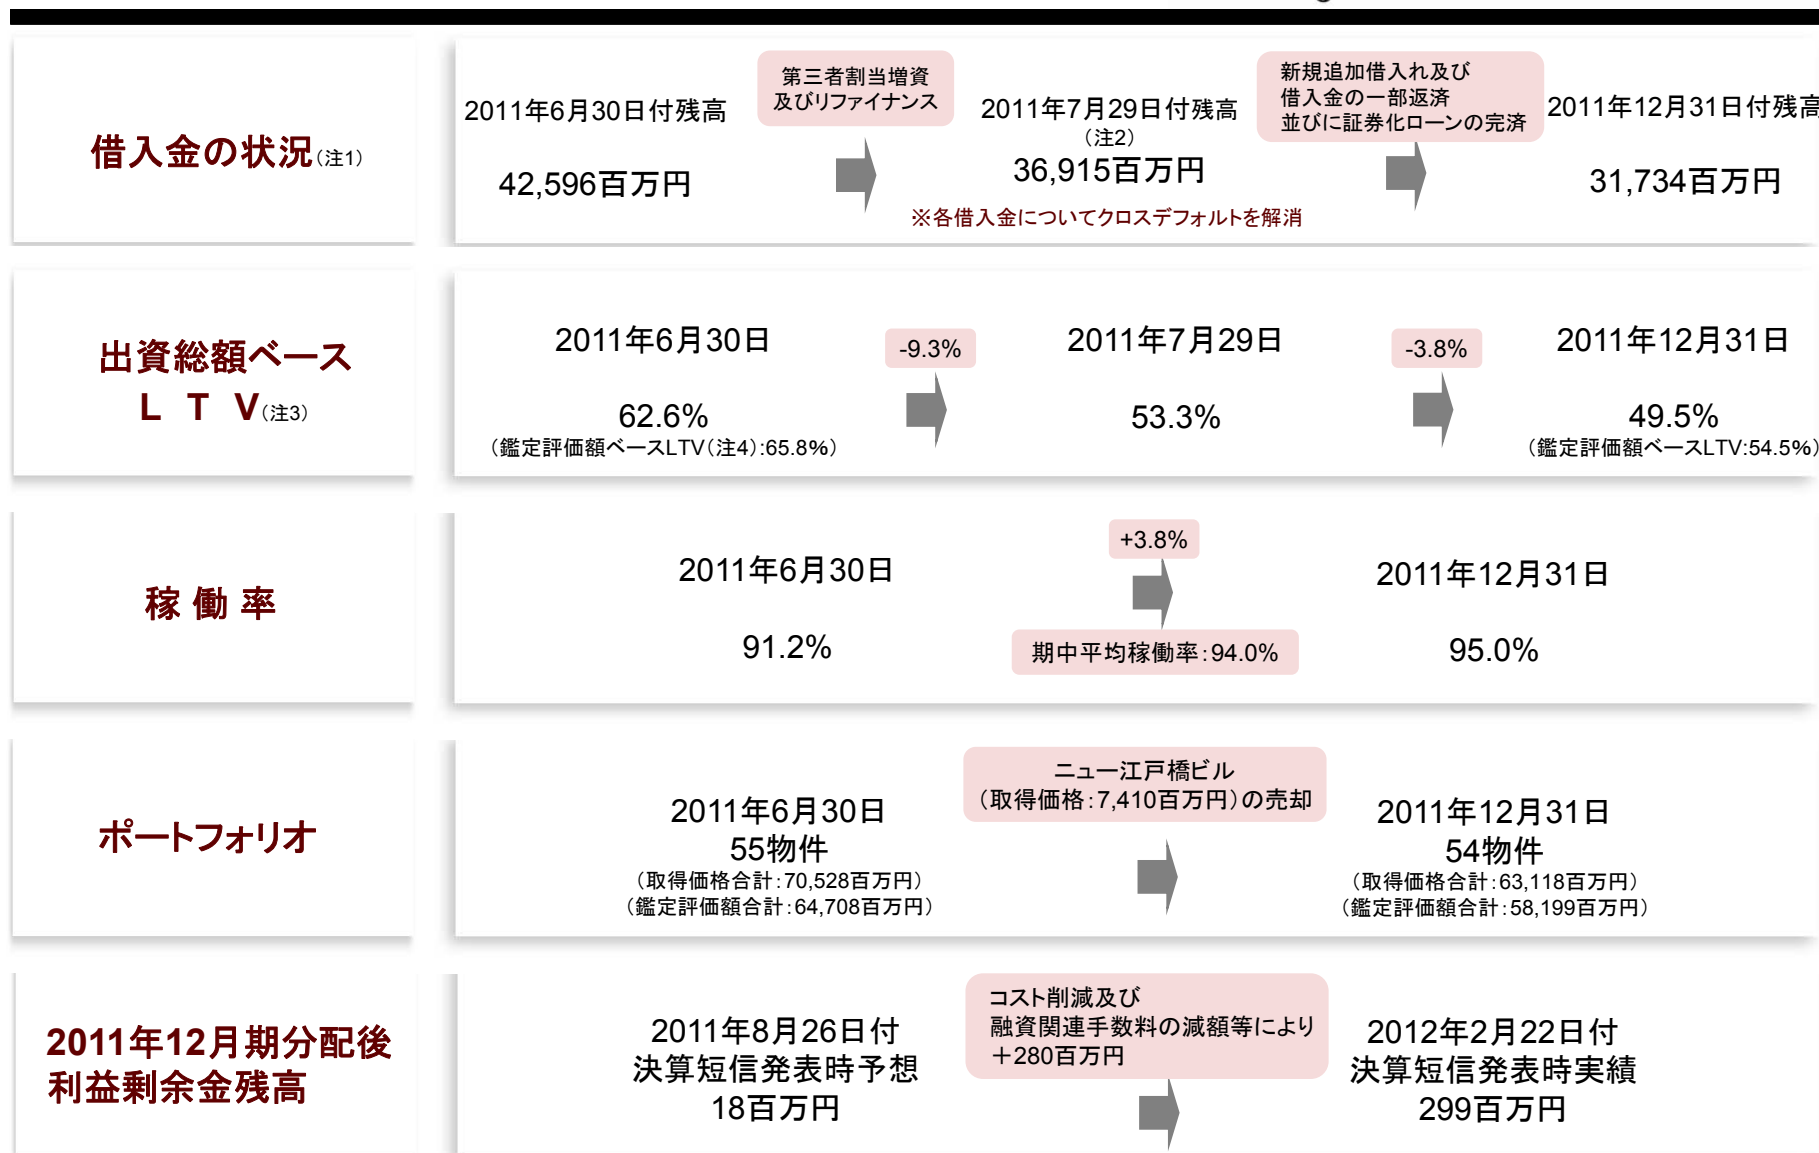 借入金の状況(注1)
2011年6月30日付残高
42,596百万円
第三者割当増資
及びリファイナンス
2011年7月29日付残高
(注2)
36,915百万円
※各借入金についてクロスデフォルトを解消
新規追加借入れ及び
借入金の一部返済
並びに証券化ローンの完済
2011年12月31日付残高
31,734百万円
出資総額ベース
L T V(注3)
2011年6月30日
62.6%
(鑑定評価額ベースLTV(注4):65.8%)
-9.3%
2011年7月29日
53.3%
-3.8%
2011年12月31日
49.5%
(鑑定評価額ベースLTV:54.5%)
稼働率
2011年6月30日
91.2%
+3.8%
期中平均稼働率:94.0%
2011年12月31日
95.0%
ポートフォリオ
2011年6月30日
55物件
(取得価格合計:70,528百万円)
(鑑定評価額合計:64,708百万円)
ニュー江戸橋ビル
(取得価格:7,410百万円)の売却
2011年12月31日
54物件
(取得価格合計:63,118百万円)
(鑑定評価額合計:58,199百万円)
2011年12月期分配後
利益剰余金残高
2011年8月26日付
決算短信発表時予想
18百万円
コスト削減及び
融資関連手数料の減額等により
+280百万円
2012年2月22日付
決算短信発表時実績
299百万円